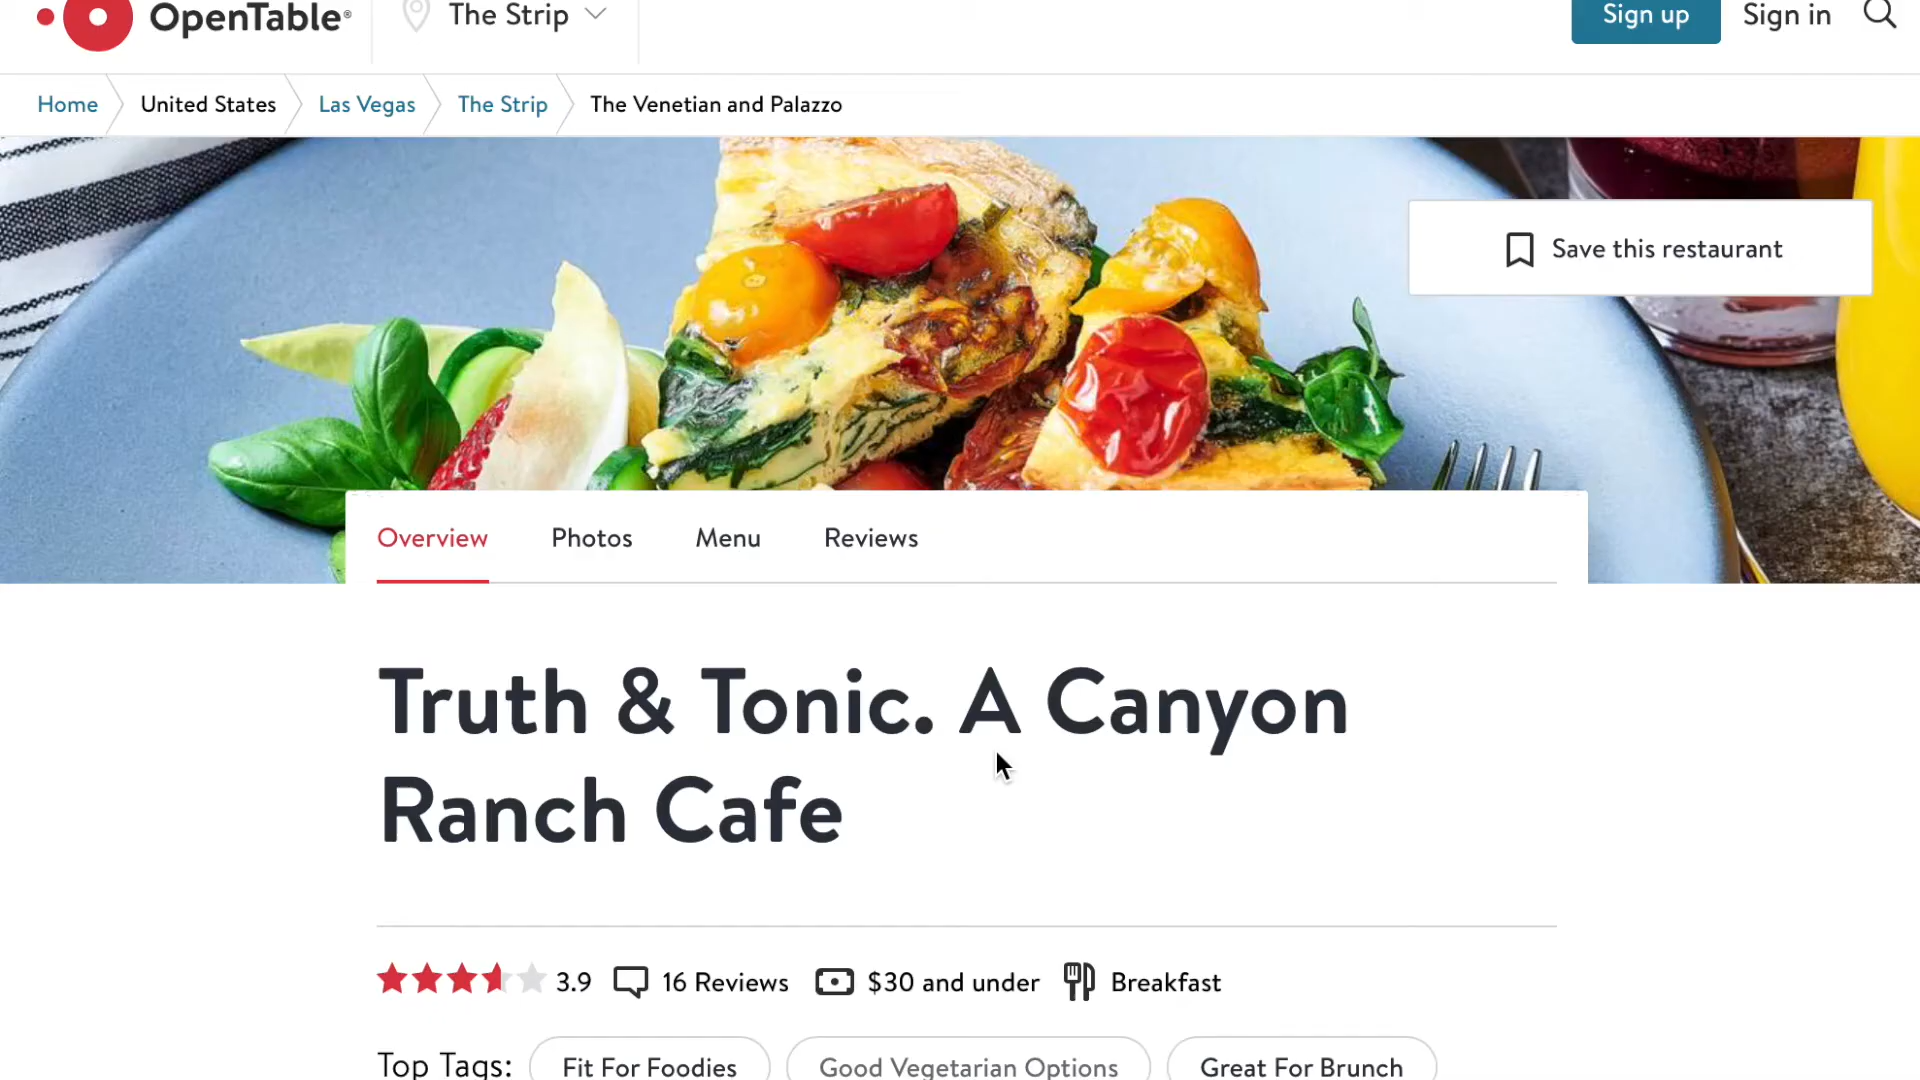 OpenTable®
The Strip
Sign up
Sign in
Home
United States
Las Vegas
The Strip
The Venetian and Palazzo
Save this restaurant
Overview
Photos
Menu
Reviews
Truth & Tonic. A Canyon
Ranch Cafe
3.9
16 Reviews
$30 and under
Breakfast
Top Tags:
Fit For Foodies
Good Vegetarian Options
Great For Brunch